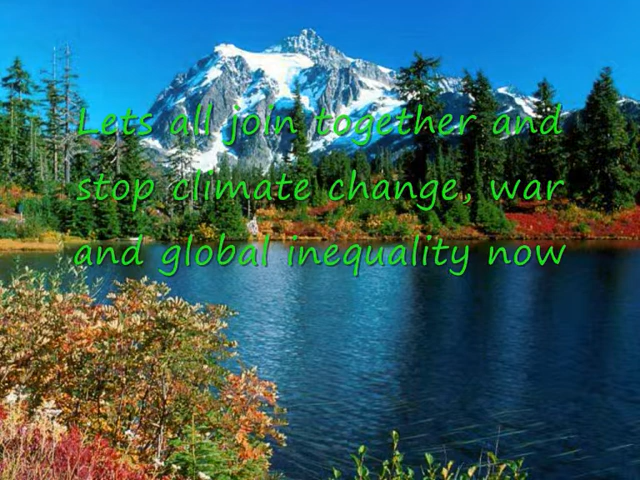 Lets all join together and
stop climate change, war
and global inequality now